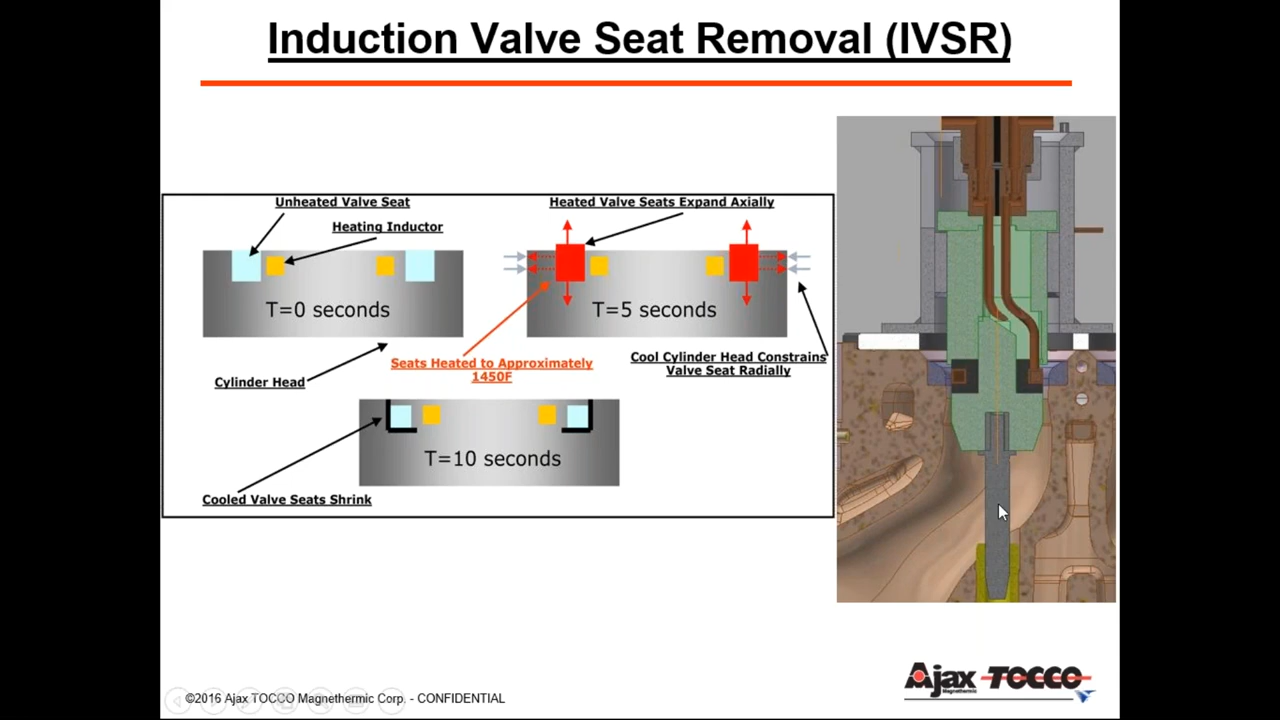 Induction Valve Seat Removal (IVSR)
Unheated Valve Seat
Heating Inductor
Heated Valve Seats Expand Axially
T=0 seconds
T=5 seconds
Seats Heated to Approximately
1450F
Cool Cylinder Head Constrains
Valve Seat Radially
Cylinder Head
T=10 seconds
Cooled Valve Seats Shrink
©2016 Ajax TOCCO Magnethermic Corp. - CONFIDENTIAL
Ajax TOCCO
Magnethermic